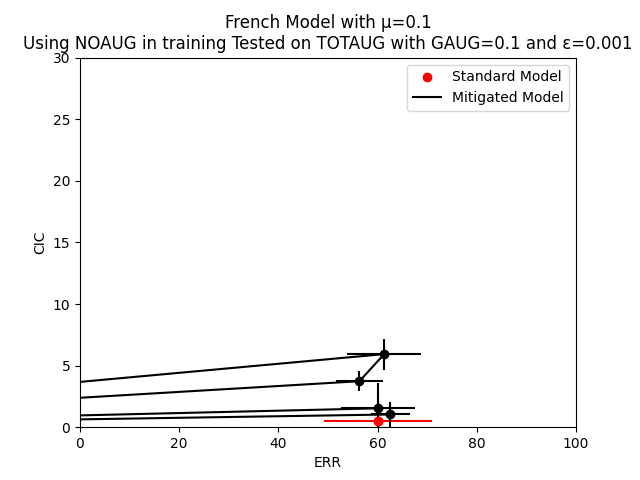 French Model with μ=0.1
Using NOAUG in training Tested on TOTAUG with GAUG=0.1 and ε=0.001
Standard Model
Mitigated Model
30
25
20
15
10
5
0
CIC
0 20 40 60 80 100
ERR